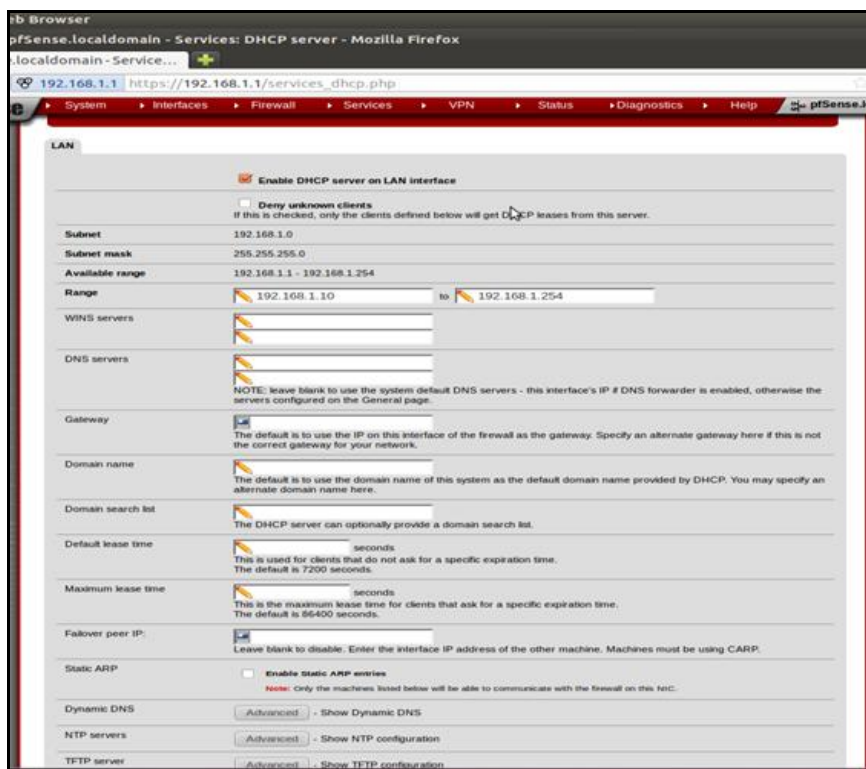 eb Browser
pfSense.localdomain - Services: DHCP server - Mozilla Firefox
.localdomain - Service...
192.168.1.1 https://192.168.1.1/services_dhcp.php
e System Interfaces Firewall Services VPN Status Diagnostics Help pfSense.l
LAN
Enable DHCP server on LAN interface
Deny unknown clients
If this is checked, only the clients defined below will get DHCP leases from this server.
Subnet 192.168.1.0
Subnet mask 255.255.255.0
Available range 192.168.1.1 - 192.168.1.254
Range 192.168.1.10 to 192.168.1.254
WINS servers
DNS servers
NOTE: leave blank to use the system default DNS servers - this interface's IP if DNS forwarder is enabled, otherwise the
servers configured on the General page.
Gateway
The default is to use the IP on this interface of the firewall as the gateway. Specify an alternate gateway here if this is not
the correct gateway for your network.
Domain name
The default is to use the domain name of this system as the default domain name provided by DHCP. You may specify an
alternate domain name here.
Domain search list
The DHCP server can optionally provide a domain search list.
Default lease time seconds
This is used for clients that do not ask for a specific expiration time.
The default is 7200 seconds.
Maximum lease time seconds
This is the maximum lease time for clients that ask for a specific expiration time.
The default is 86400 seconds.
Failover peer IP:
Leave blank to disable. Enter the interface IP address of the other machine. Machines must be using CARP.
Static ARP Enable Static ARP entries
Note: Only the machines listed below will be able to communicate with the firewall on this NIC.
Dynamic DNS Advanced - Show Dynamic DNS
NTP servers Advanced - Show NTP configuration
TFTP server Advanced - Show TFTP configuration